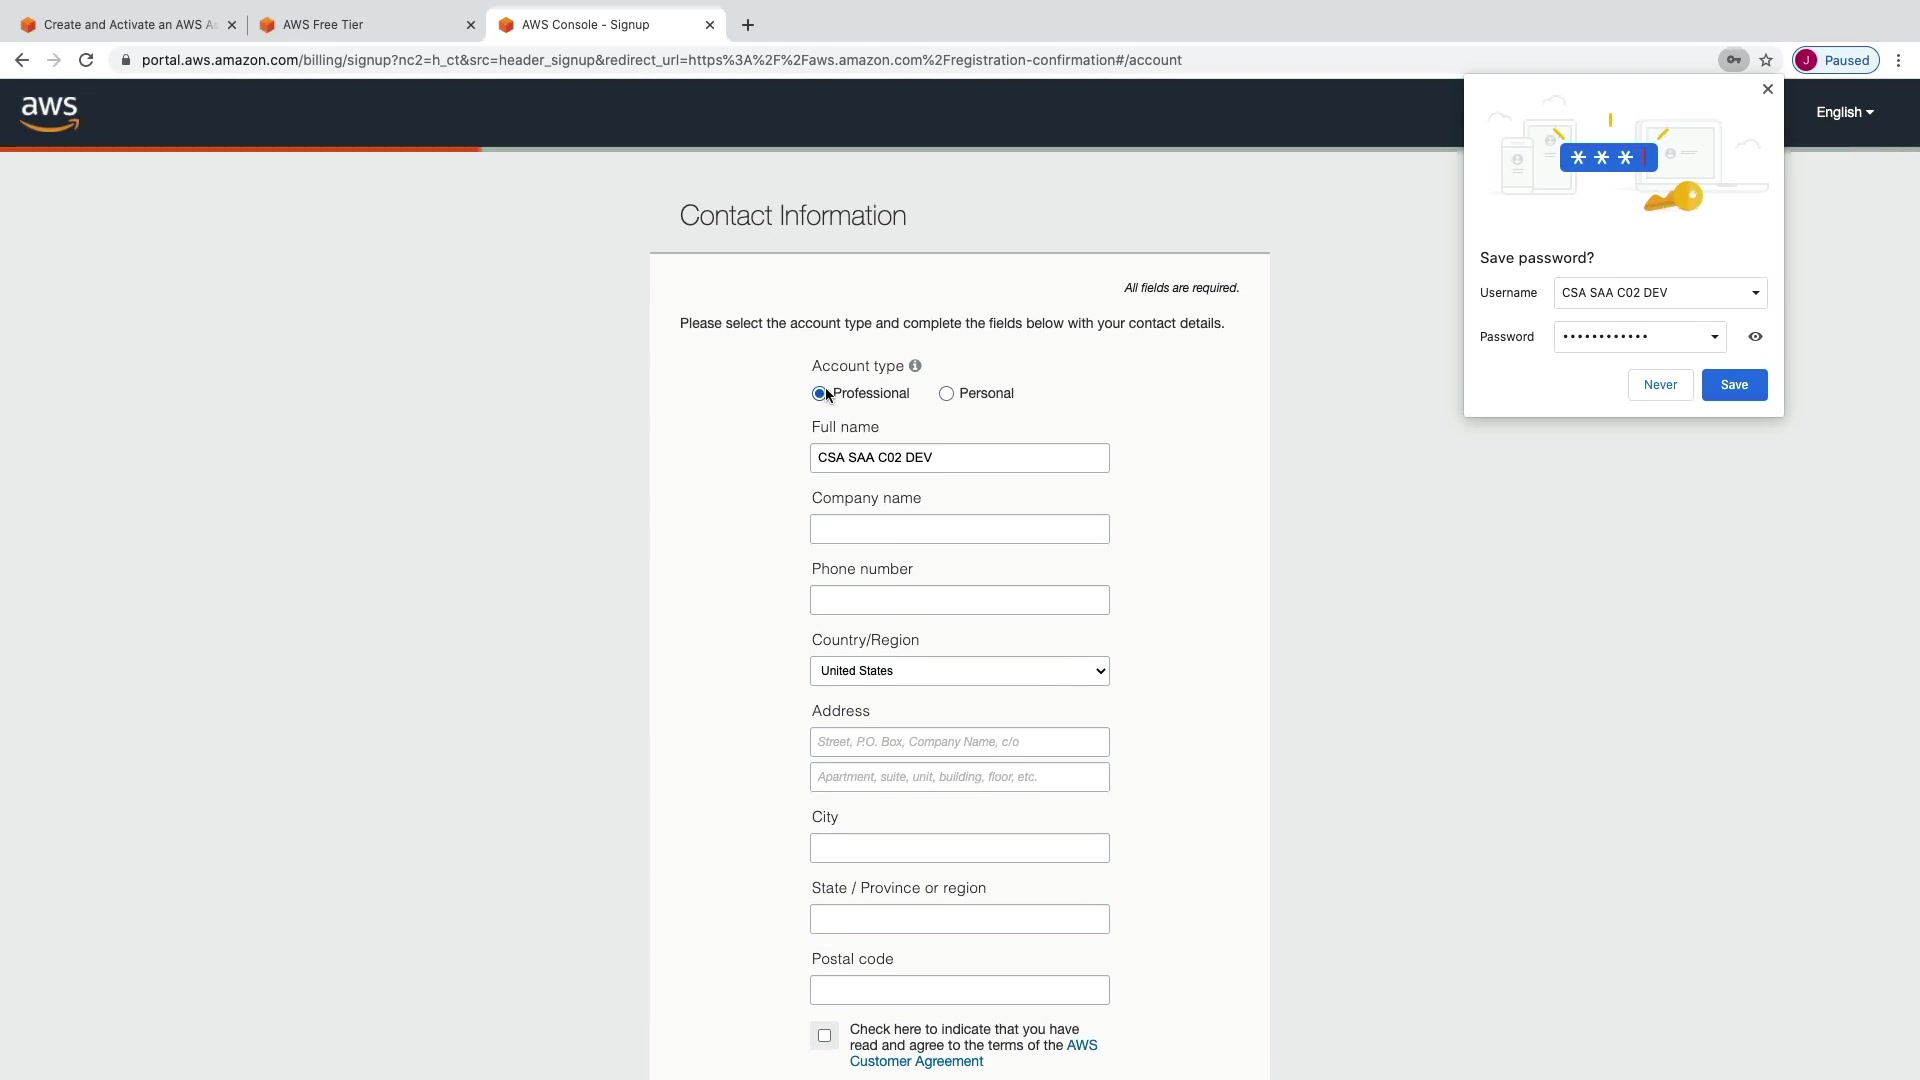 Create and Activate an AWS A
AWS Free Tier
AWS Console - Signup
portal.aws.amazon.com/billing/signup?nc2=h_ct&src=header_signup&redirect_url=https%3A%2F%2Faws.amazon.com%2Fregistration-confirmation#/account
J Paused
aws
English
Contact Information
All fields are required.
Please select the account type and complete the fields below with your contact details.
Account type
Professional
Personal
Full name
CSA SAA C02 DEV
Company name
Phone number
Country/Region
United States
Address
Street, P.O. Box, Company Name, c/o
Apartment, suite, unit, building, floor, etc.
City
State / Province or region
Postal code
Check here to indicate that you have
read and agree to the terms of the AWS
Customer Agreement
Save password?
Username CSA SAA C02 DEV
Password ••••••••••••
Never
Save